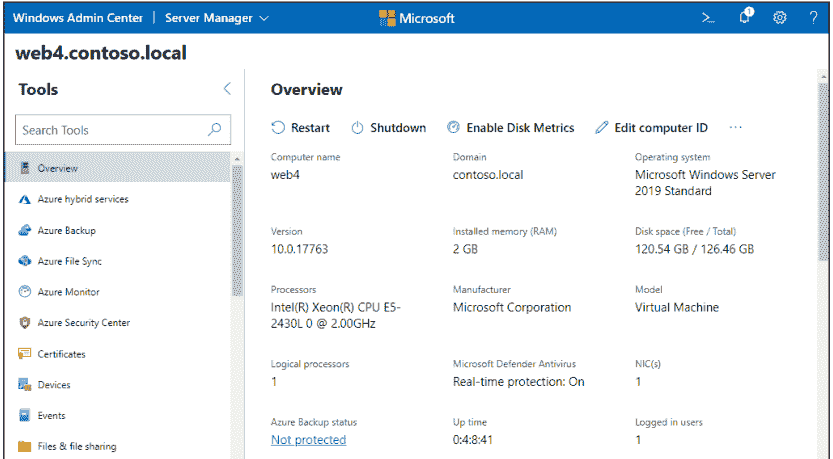 Windows Admin Center | Server Manager
Microsoft
1
>_
?
web4.contoso.local
Tools
Search Tools
Overview
Azure hybrid services
Azure Backup
Azure File Sync
Azure Monitor
Azure Security Center
Certificates
Devices
Events
Files & file sharing
Overview
Restart
Shutdown
Enable Disk Metrics
Edit computer ID
...
Computer name
web4
Domain
contoso.local
Operating system
Microsoft Windows Server
2019 Standard
Version
10.0.17763
Installed memory (RAM)
2 GB
Disk space (Free / Total)
120.54 GB / 126.46 GB
Processors
Intel(R) Xeon(R) CPU E5-
2430L 0 @ 2.00GHz
Manufacturer
Microsoft Corporation
Model
Virtual Machine
Logical processors
1
Microsoft Defender Antivirus
Real-time protection: On
NIC(s)
1
Azure Backup status
Not protected
Up time
0:4:8:41
Logged in users
1